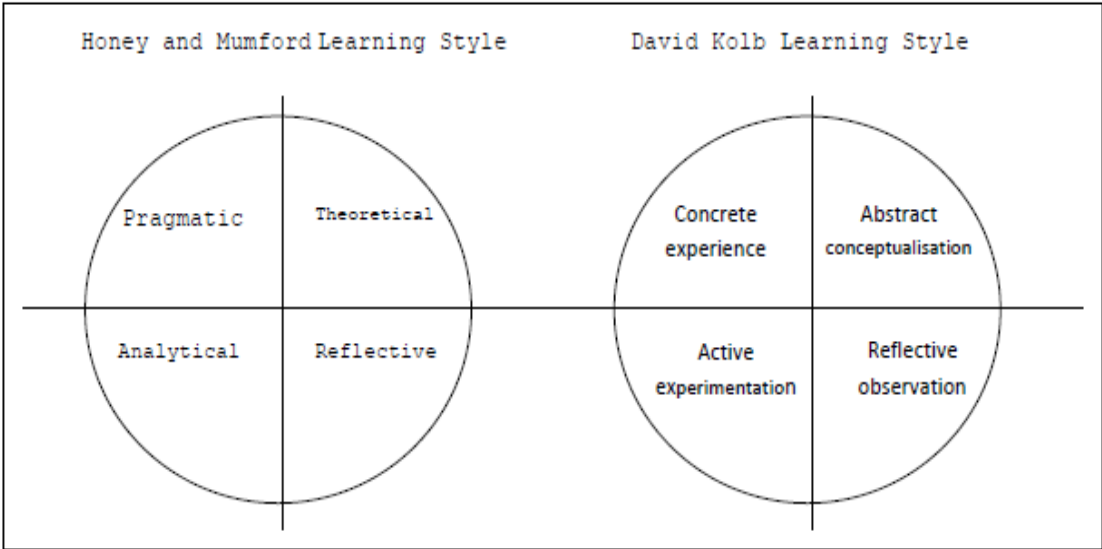 Honey and Mumford Learning Style
Pragmatic
Theoretical
Analytical
Reflective
David Kolb Learning Style
Concrete
experience
Abstract
conceptualisation
Active
experimentation
Reflective
observation